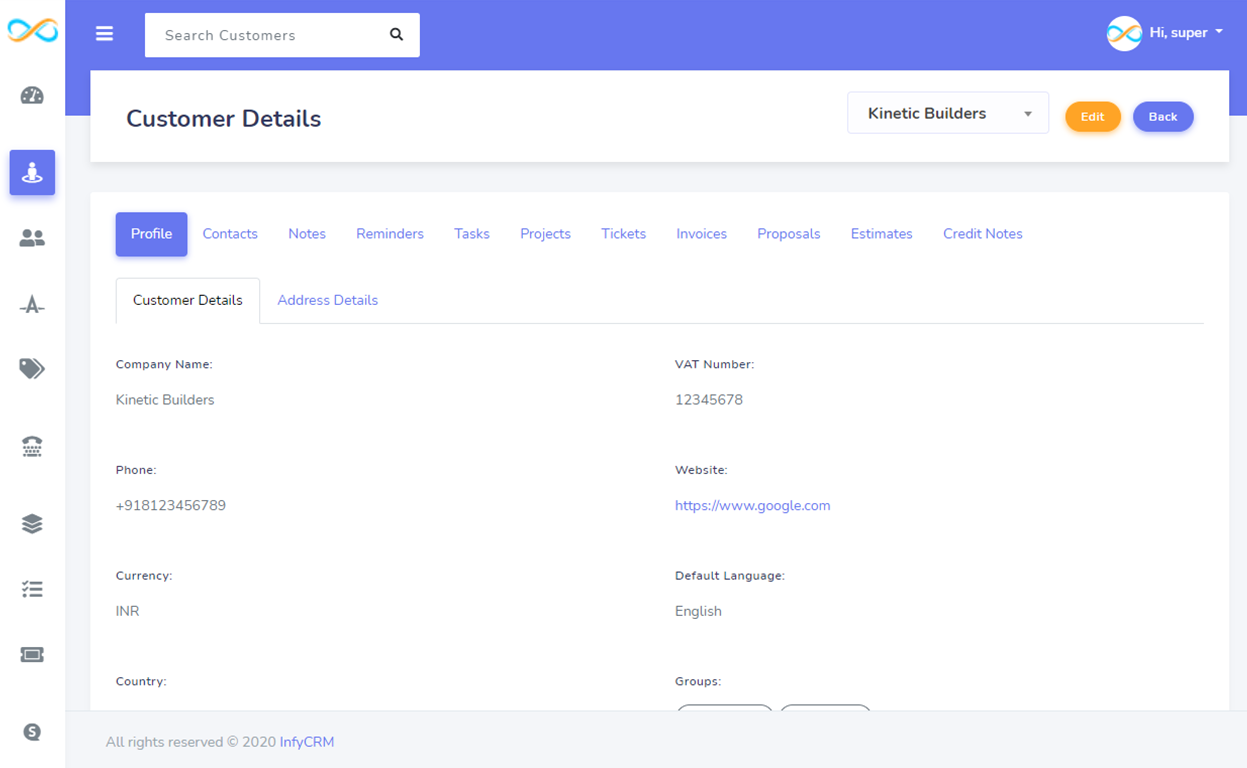 Search Customers
Hi, super
Customer Details
Kinetic Builders
Edit
Back
Profile Contacts Notes Reminders Tasks Projects Tickets Invoices Proposals Estimates Credit Notes
Customer Details Address Details
Company Name: VAT Number:
Kinetic Builders 12345678
Phone: Website:
+918123456789 https://www.google.com
Currency: Default Language:
INR English
Country: Groups:
All rights reserved © 2020 InfyCRM